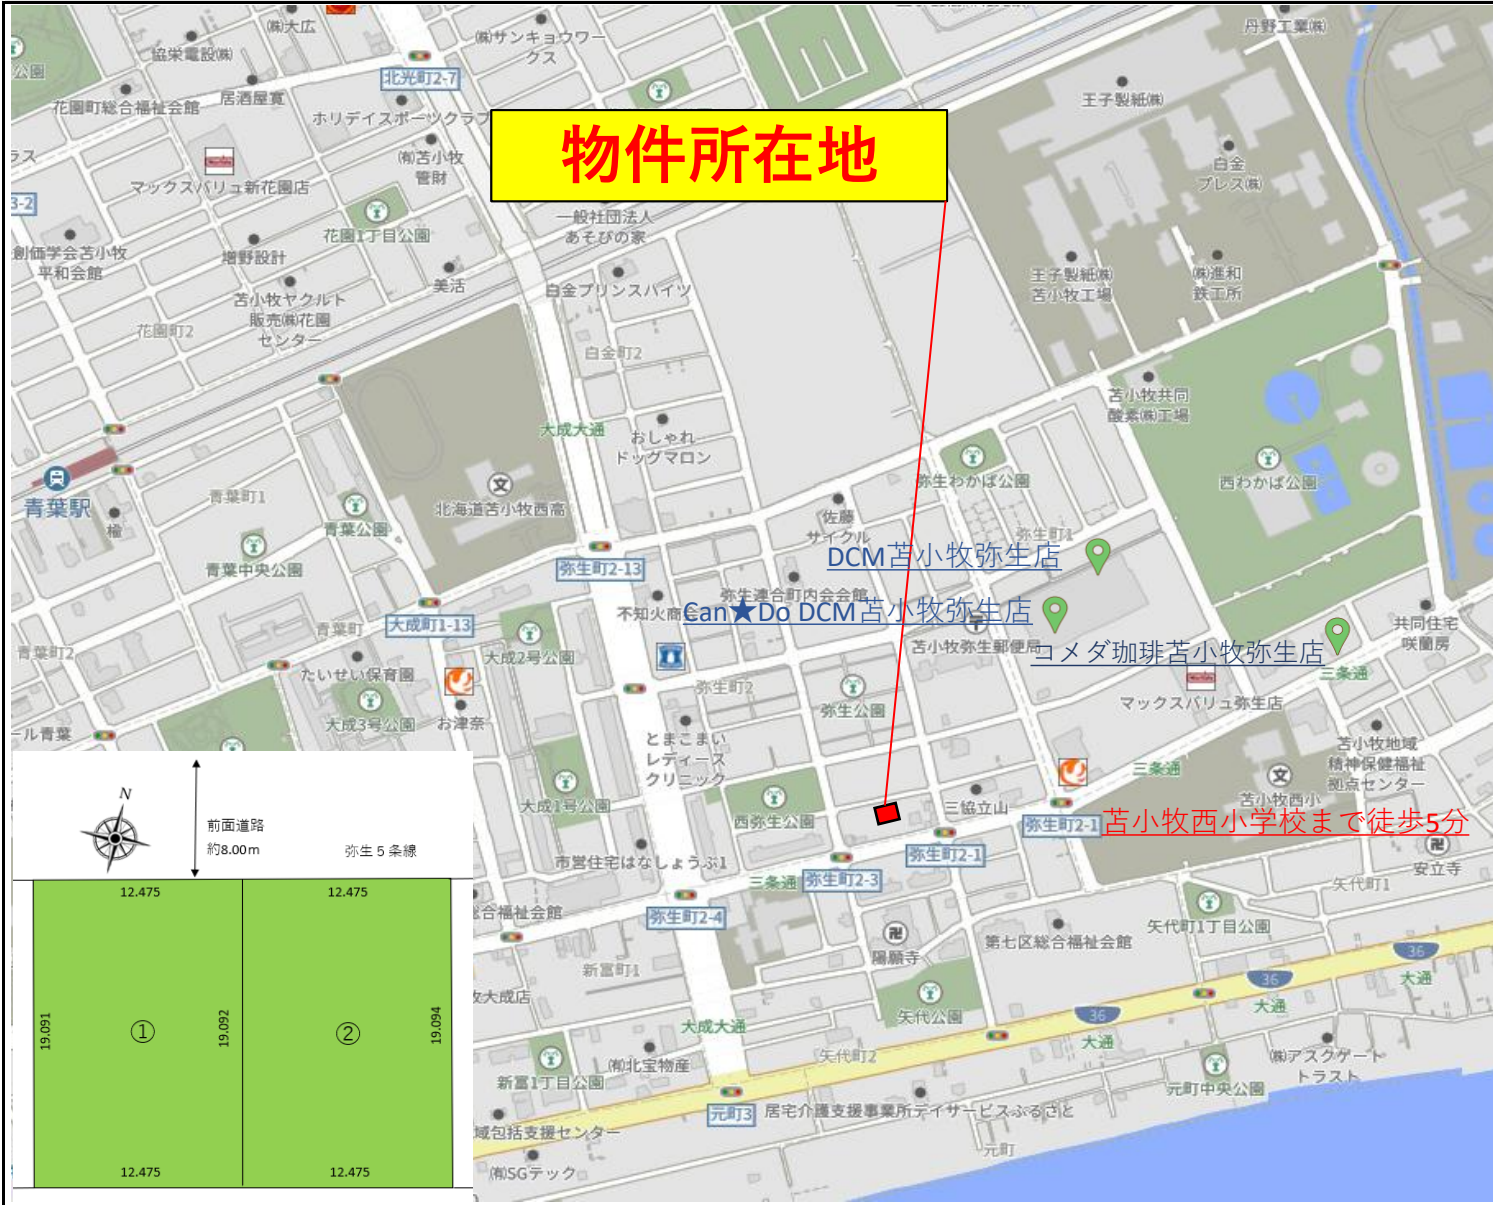 (株)大広
(株)サンキョウワー
クス
丹野工業(株)
協栄電設(株)
公園
北光町2-7
居酒屋寛
花園町総合福祉会館
ホリデイスポーツクラブ
王子製紙(株)
物件所在地
(有)苫小牧
管財
マックスバリュ新花園店
白金
プレス(株)
3-2
花園1丁目公園
一般社団法人
あそびの家
創価学会苫小牧
平和会館
増野設計
美活
白金プリンスハイツ
王子製紙(株)
苫小牧工場
(株)進和
鉄工所
苫小牧ヤクルト
販売(株)花園
センター
花園町2
白金町2
苫小牧共同
酸素(株)工場
大成大通
おしゃれ
ドッグマロン
青葉駅
楡
青葉町1
青葉公園
文
北海道苫小牧西高
弥生わかば公園
西わかば公園
佐藤
サイクル
弥生町1
青葉中央公園
弥生町2-13
DCM苫小牧弥生店
弥生連合町内会会館
不知火商
Can★Do DCM苫小牧弥生店
大成町1-13
青葉町
青葉町2
大成2号公園
苫小牧弥生郵便局
コメダ珈琲苫小牧弥生店
共同住宅
咲蘭房
たいせい保育園
三条通
弥生町2
弥生公園
マックスバリュ弥生店
大成3号公園
お津奈
ール青葉
とまこまい
レディース
クリニック
苫小牧地域
精神保健福祉
拠点センター
三条通
文
苫小牧西小
大成1号公園
西弥生公園
三協立山
弥生町2-1
苫小牧西小学校まで徒歩5分
弥生町2-1
市営住宅はなしょうぶ1
三条通
弥生町2-3
安立寺
矢代町1
総合福祉会館
弥生町2-4
矢代町1丁目公園
第七区総合福祉会館
陽願寺
新富町1
36
大通
36
大通
牧大成店
矢代公園
36
大通
大成大通
矢代町2
(有)北宝物産
新富1丁目公園
(株)アスクゲート
トラスト
元町中央公園
元町3
居宅介護支援事業所デイサービスふるさと
域包括支援センター
元町
(有)SGテック
N
前面道路
約8.00m
弥生5条線
12.475
12.475
19.091
①
19.092
②
19.094
12.475
12.475